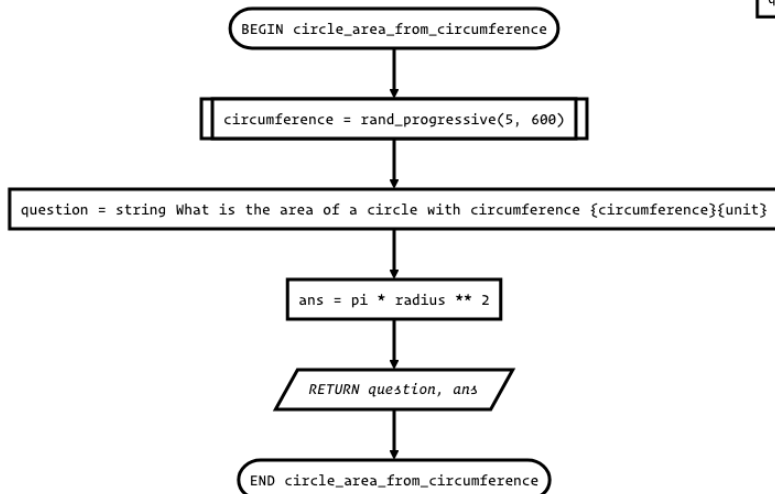 BEGIN circle_area_from_circumference
circumference = rand_progressive(5, 600)
question = string What is the area of a circle with circumference {circumference}{unit}
ans = pi * radius ** 2
RETURN question, ans
END circle_area_from_circumference